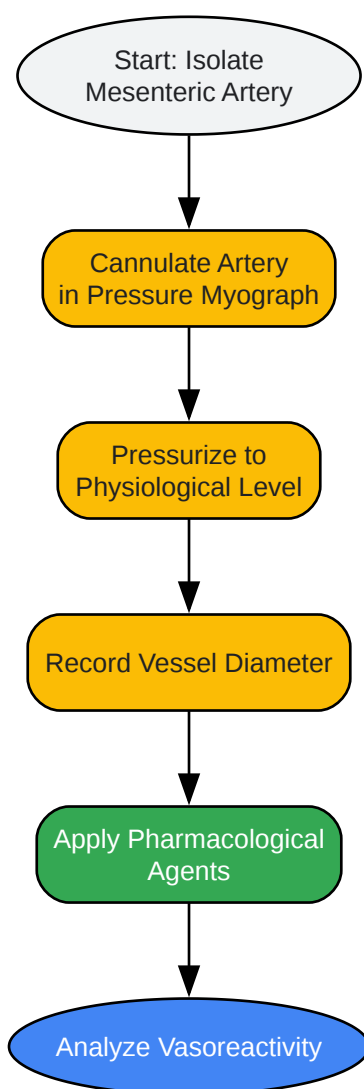 Start: Isolate
Mesenteric Artery
Cannulate Artery
in Pressure Myograph
Pressurize to
Physiological Level
Record Vessel Diameter
Apply Pharmacological
Agents
Analyze Vasoreactivity